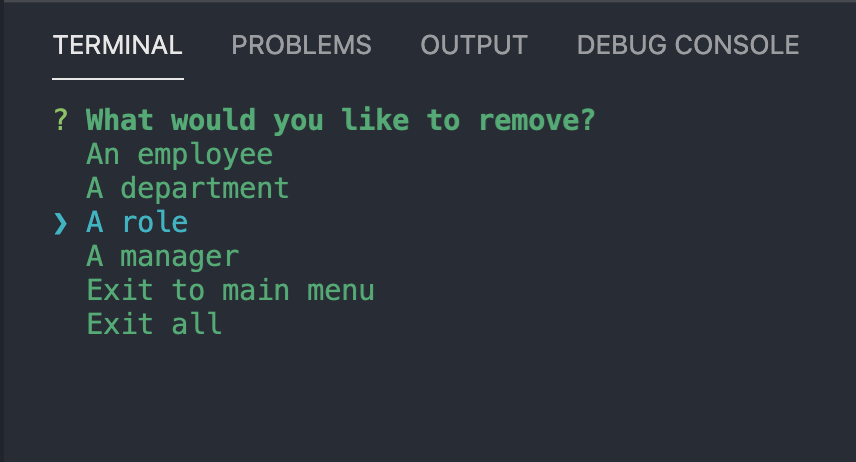 TERMINAL PROBLEMS OUTPUT DEBUG CONSOLE
? What would you like to remove?
An employee
A department
❯ A role
A manager
Exit to main menu
Exit all